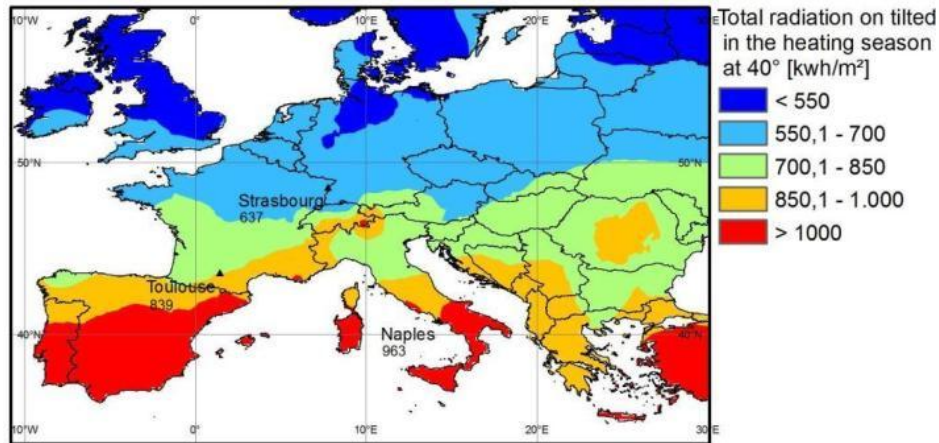 10°W
0°
10°E
20°E
30°E
Total radiation on tilted
in the heating season
at 40° [kwh/m²]
< 550
550,1 - 700
700,1 - 850
850,1 - 1.000
> 1000
50°N
50°N
Strasbourg
637
Toulouse
839
40°N
Naples
963
40°N
10°W
0°
10°E
20°E
30°E